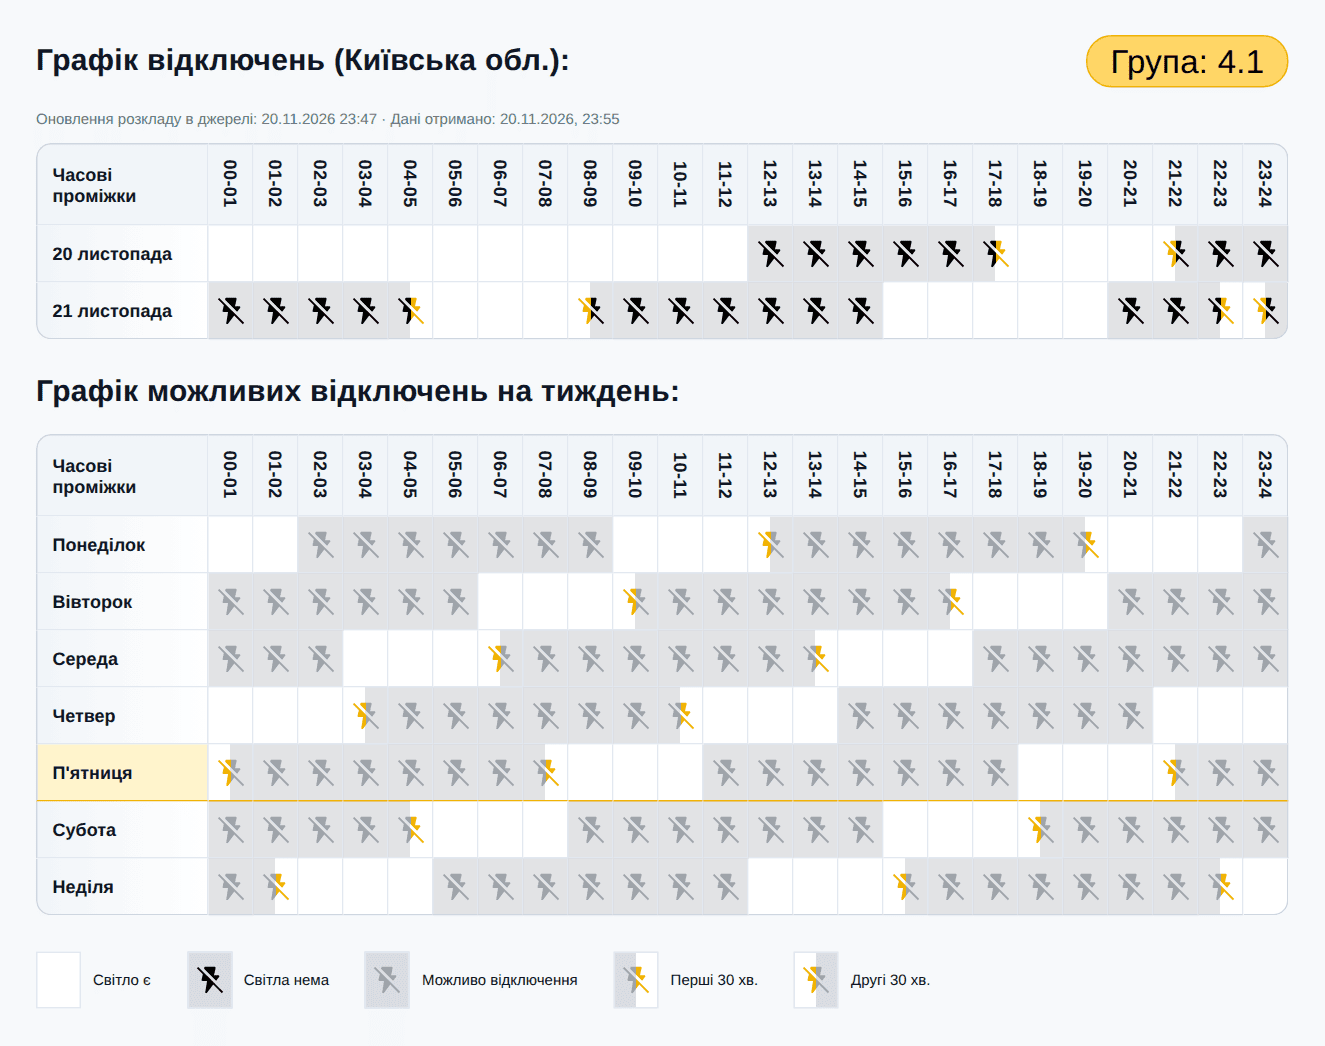 Графік відключень (Київська обл.):
Група: 4.1
Оновлення розкладу в джерелі: 20.11.2026 23:47 · Дані отримано: 20.11.2026, 23:55
Часові проміжки 00-01 01-02 02-03 03-04 04-05 05-06 06-07 07-08 08-09 09-10 10-11 11-12 12-13 13-14 14-15 15-16 16-17 17-18 18-19 19-20 20-21 21-22 22-23 23-24
20 листопада
21 листопада
Графік можливих відключень на тиждень:
Часові проміжки 00-01 01-02 02-03 03-04 04-05 05-06 06-07 07-08 08-09 09-10 10-11 11-12 12-13 13-14 14-15 15-16 16-17 17-18 18-19 19-20 20-21 21-22 22-23 23-24
Понеділок
Вівторок
Середа
Четвер
П'ятниця
Субота
Неділя
Світло є
Світла нема
Можливо відключення
Перші 30 хв.
Другі 30 хв.